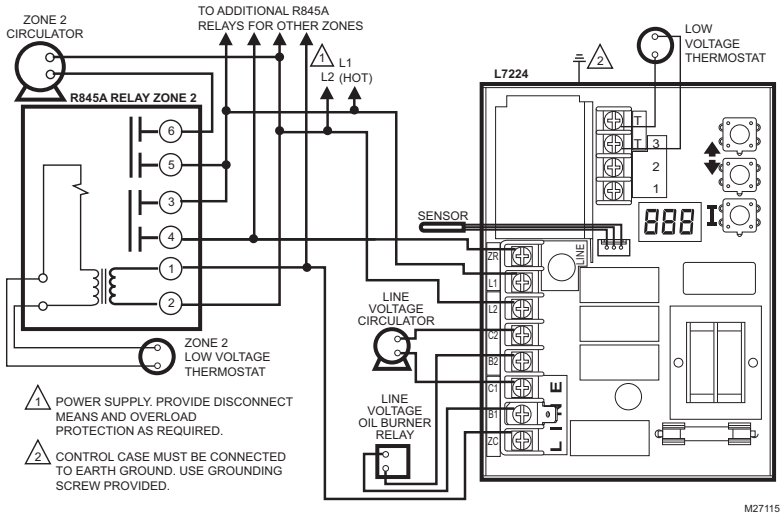 TO ADDITIONAL R845A
RELAYS FOR OTHER ZONES
ZONE 2
CIRCULATOR
1
L1
L2 (HOT)
2
LOW
VOLTAGE
THERMOSTAT
L7224
R845A RELAY ZONE 2
6
5
3
4
1
2
T
T 3
2
1
888
SENSOR
LINE
ZR
L1
L2
C2
B2
C1
B1
ZC
LINE
LINE
VOLTAGE
CIRCULATOR
ZONE 2
LOW VOLTAGE
THERMOSTAT
LINE
VOLTAGE
OIL BURNER
RELAY
1 POWER SUPPLY. PROVIDE DISCONNECT
MEANS AND OVERLOAD
PROTECTION AS REQUIRED.
2 CONTROL CASE MUST BE CONNECTED
TO EARTH GROUND. USE GROUNDING
SCREW PROVIDED.
M27115